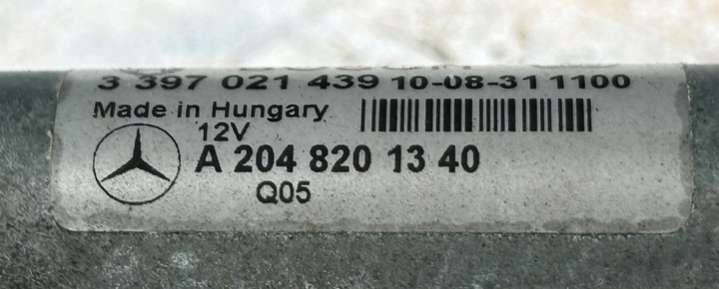 3 397 021 439 10-08-31 1100
Made in Hungary
12V
A 204 820 13 40
Q05